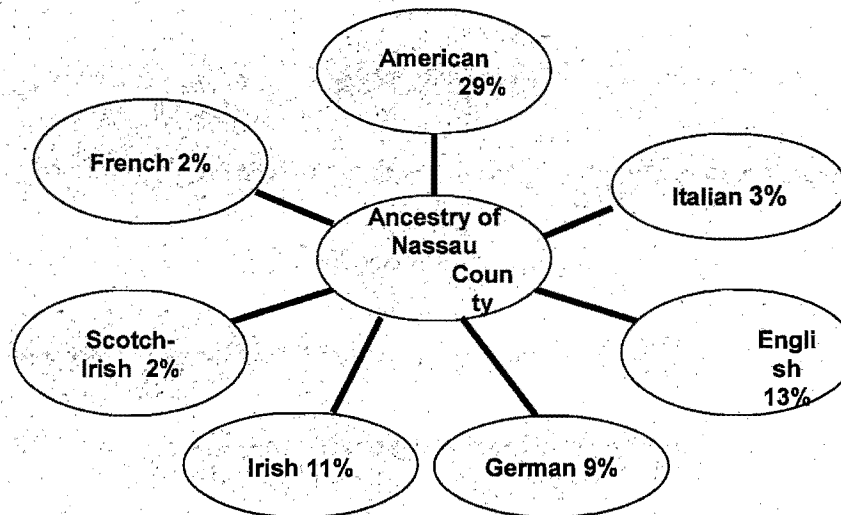 American
29%
French 2%
Italian 3%
Ancestry of
Nassau
Coun
ty
Scotch-
Irish 2%
Engli
sh
13%
Irish 11%
German 9%